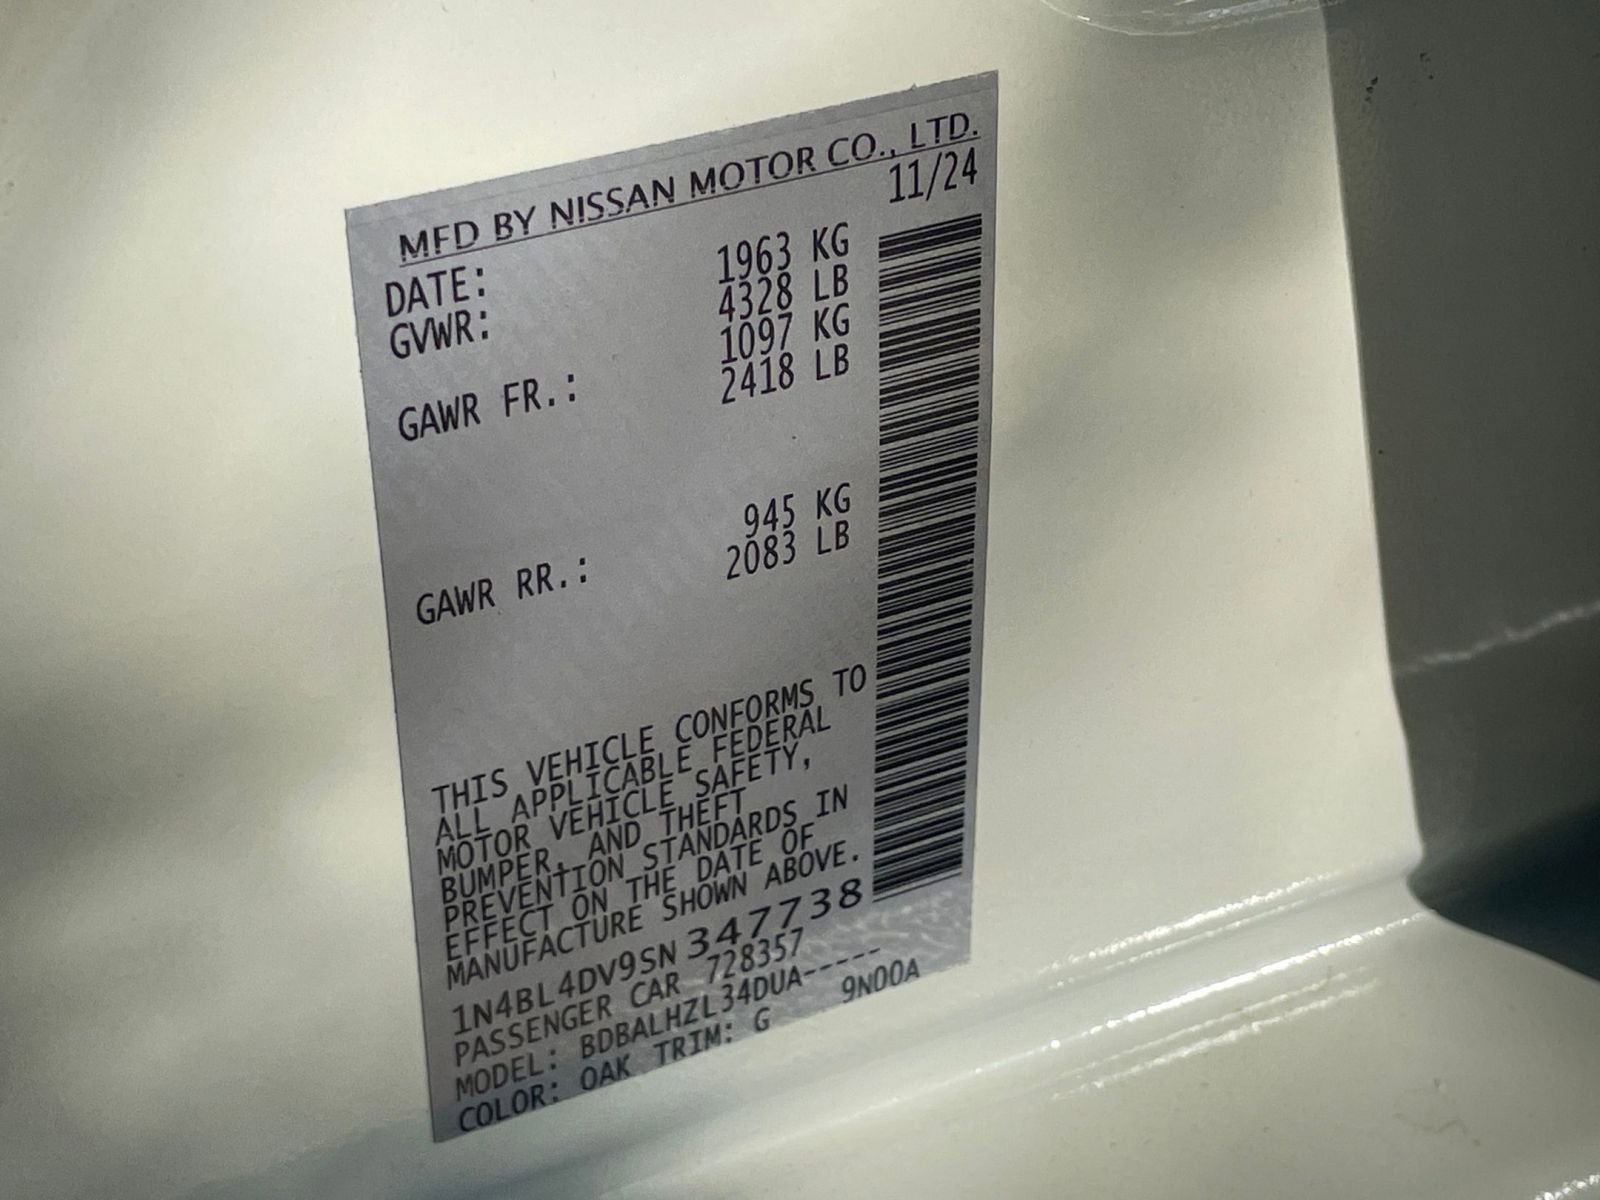 MFD BY NISSAN MOTOR CO., LTD.
DATE: 11/24
GVWR: 1963 KG
4328 LB
GAWR FR.: 1097 KG
2418 LB
GAWR RR.: 945 KG
2083 LB
THIS VEHICLE CONFORMS TO
ALL APPLICABLE FEDERAL
MOTOR VEHICLE SAFETY,
BUMPER, AND THEFT
PREVENTION STANDARDS IN
EFFECT ON THE DATE OF
MANUFACTURE SHOWN ABOVE.
1N4BL4DV9SN347738
PASSENGER CAR 728357
MODEL: BDBALHZL34DUA-----
COLOR: OAK TRIM: G 9N00A